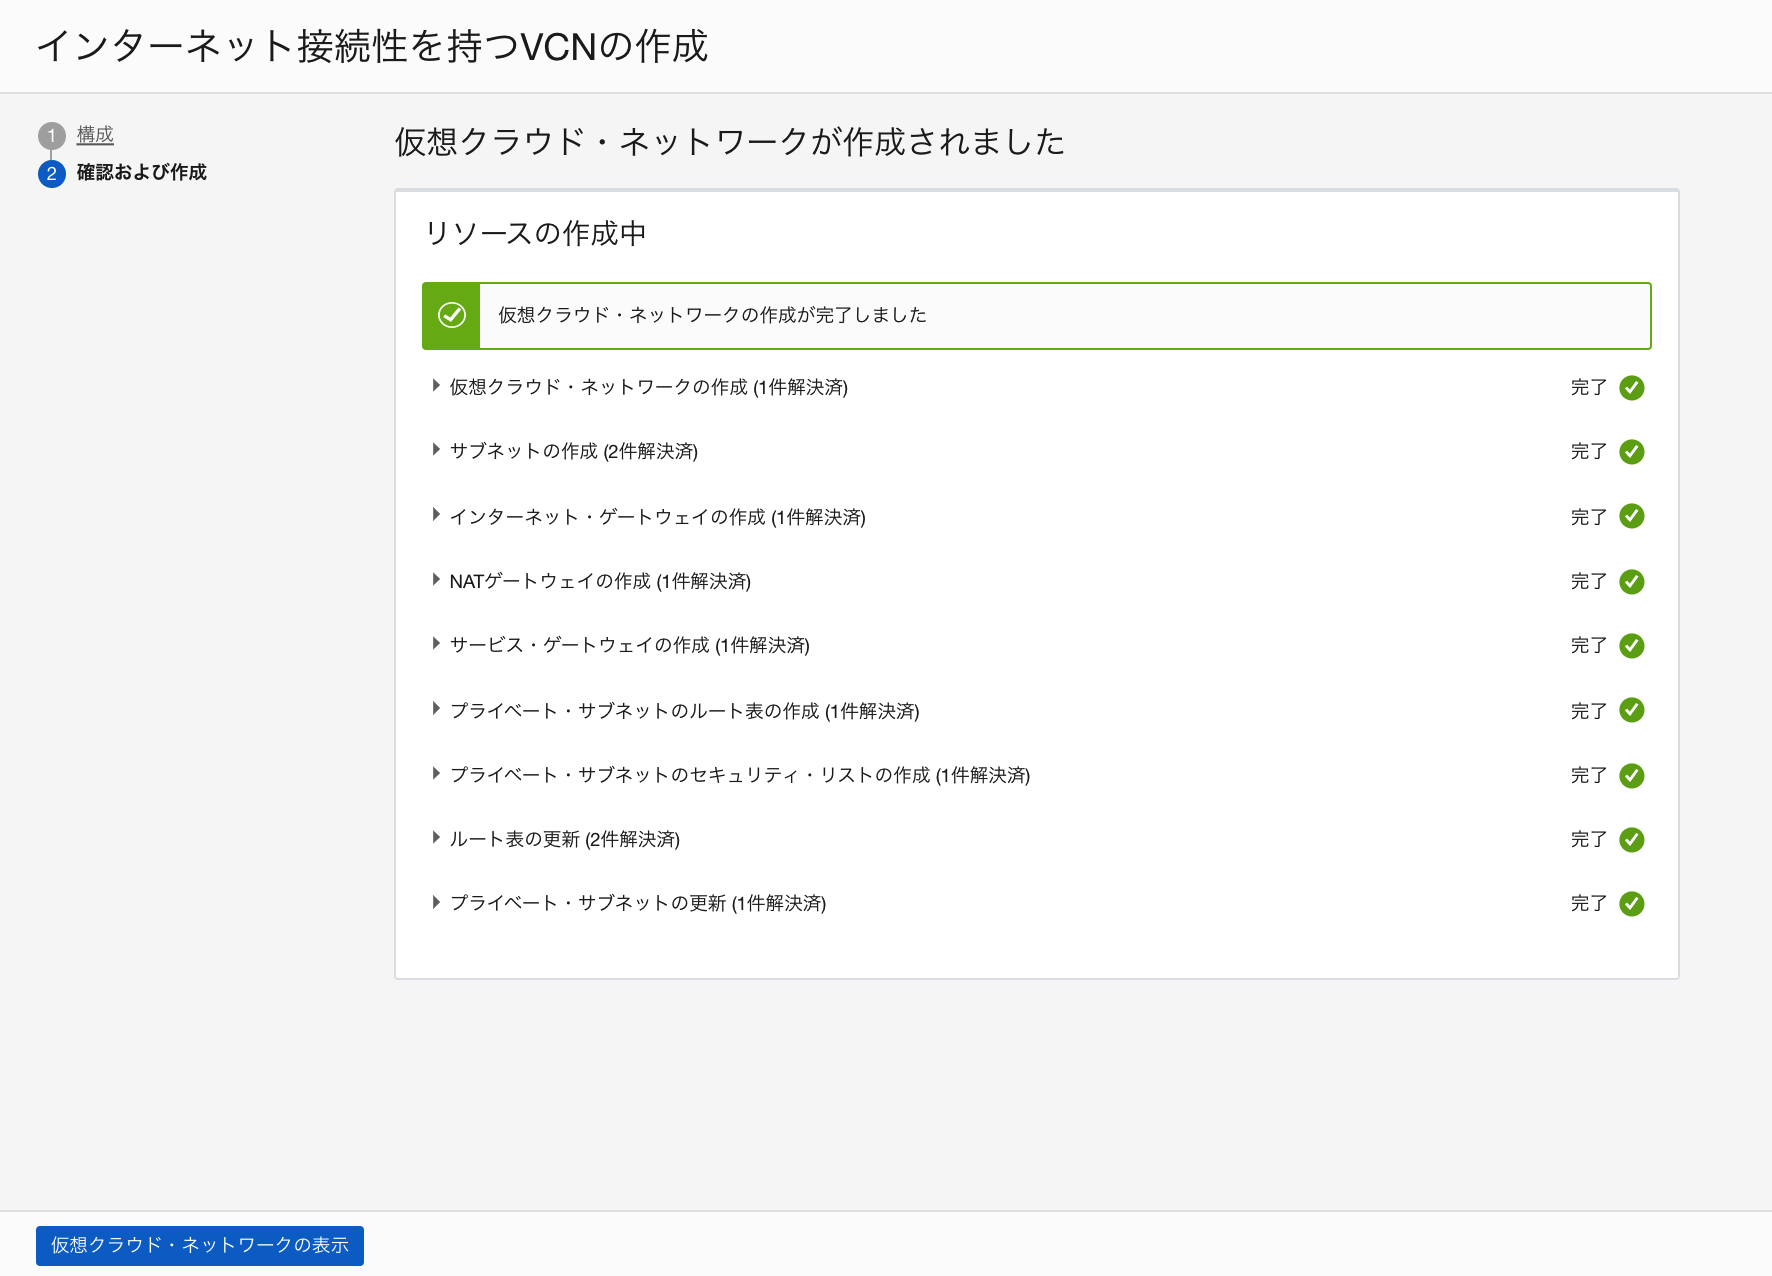 インターネット接続性を持つVCNの作成
1 構成
2 確認および作成
仮想クラウド・ネットワークが作成されました
リソースの作成中
仮想クラウド・ネットワークの作成が完了しました
仮想クラウド・ネットワークの作成 (1件解決済) 完了
サブネットの作成 (2件解決済) 完了
インターネット・ゲートウェイの作成 (1件解決済) 完了
NATゲートウェイの作成 (1件解決済) 完了
サービス・ゲートウェイの作成 (1件解決済) 完了
プライベート・サブネットのルート表の作成 (1件解決済) 完了
プライベート・サブネットのセキュリティ・リストの作成 (1件解決済) 完了
ルート表の更新 (2件解決済) 完了
プライベート・サブネットの更新 (1件解決済) 完了
仮想クラウド・ネットワークの表示